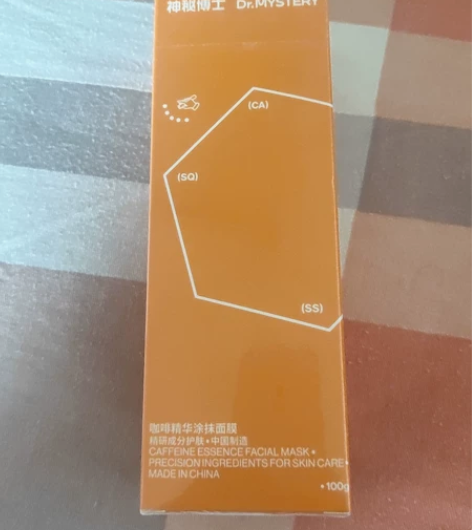 神秘博士 Dr.MYSTERY
(CA)
(SQ)
(SS)
咖啡精华涂抹面膜
精研成分护肤•中国制造
CAFFEINE ESSENCE FACIAL MASK•
PRECISION INGREDIENTS FOR SKIN CARE•
MADE IN CHINA
•100g